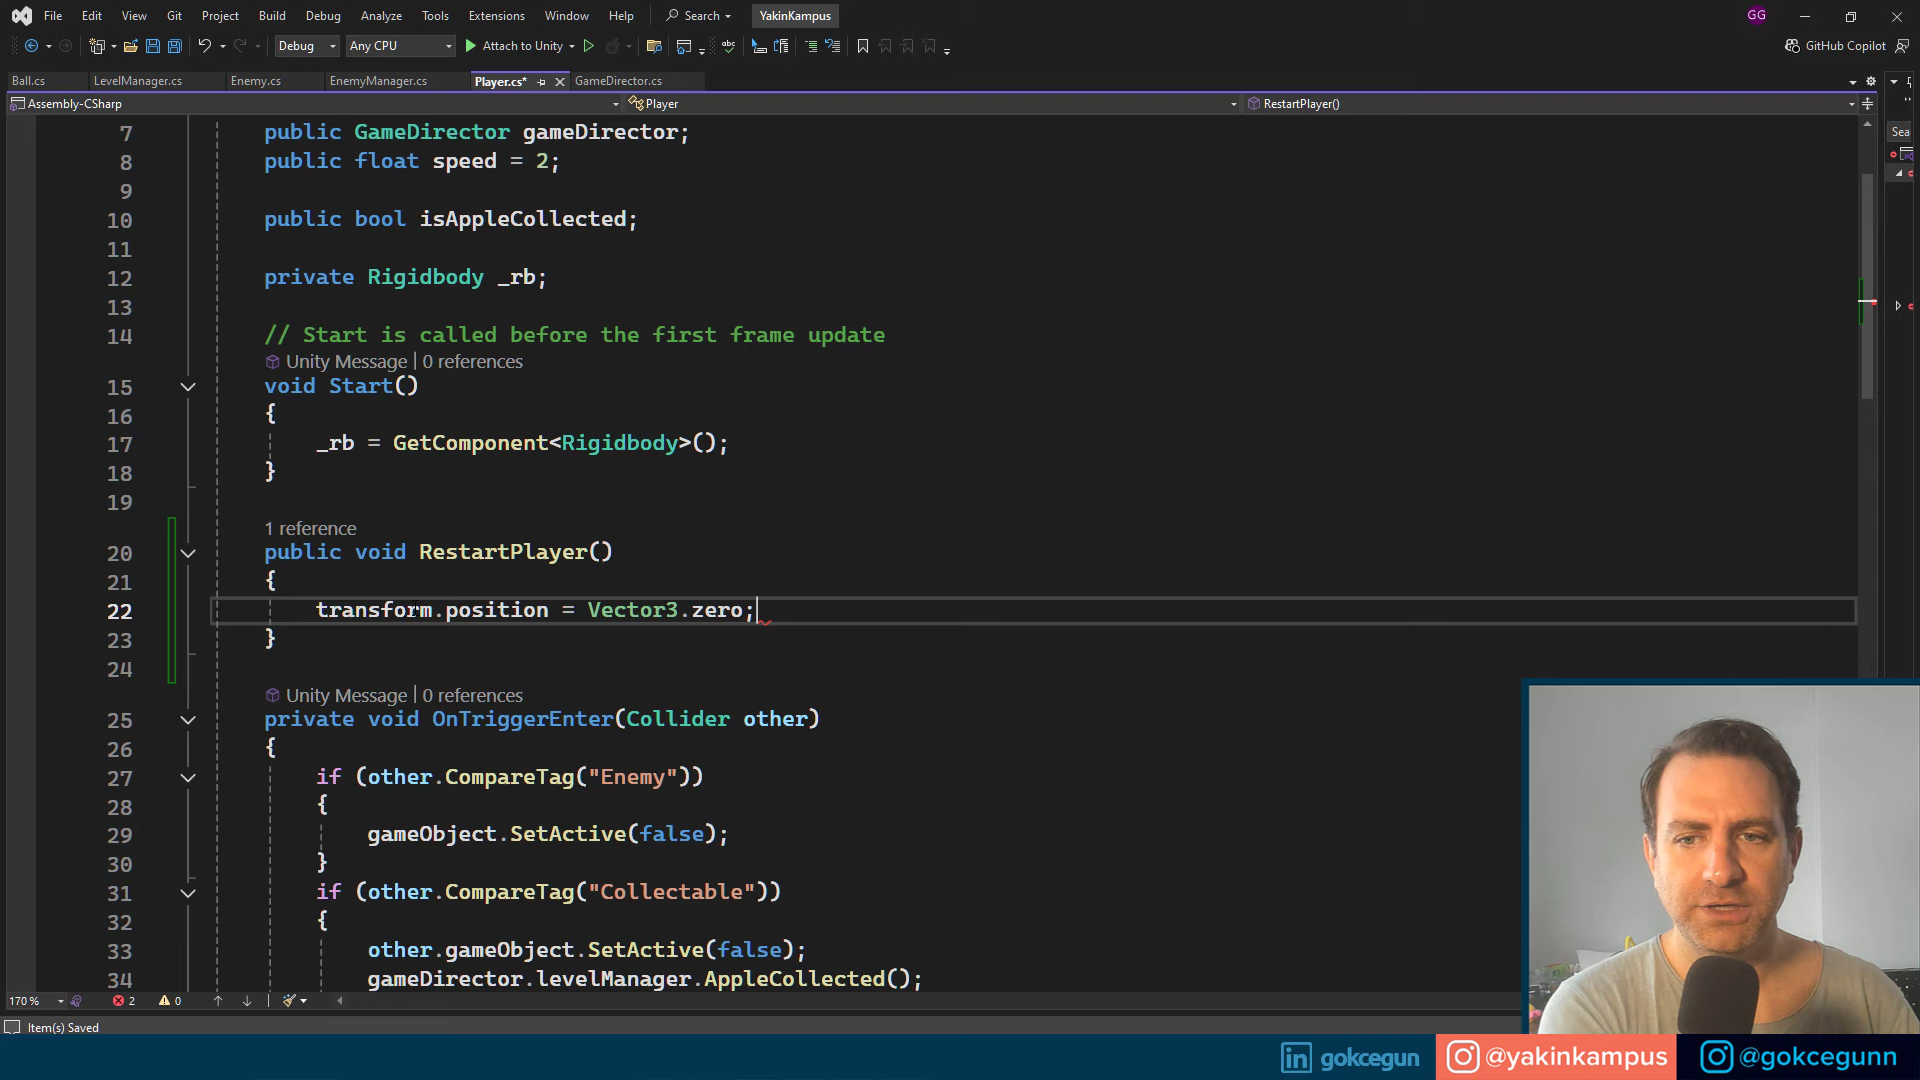 File Edit View Git Project Build Debug Analyze Tools Extensions Window Help Search YakinKampus GG
Debug Any CPU Attach to Unity GitHub Copilot
Ball.cs LevelManager.cs Enemy.cs EnemyManager.cs Player.cs* GameDirector.cs
Assembly-CSharp Player RestartPlayer()
Sea
7 public GameDirector gameDirector;
8 public float speed = 2;
9
10 public bool isAppleCollected;
11
12 private Rigidbody _rb;
13
14 // Start is called before the first frame update
Unity Message | 0 references
15 void Start()
16 {
17 _rb = GetComponent<Rigidbody>();
18 }
19
1 reference
20 public void RestartPlayer()
21 {
22 transform.position = Vector3.zero;
23 }
24
Unity Message | 0 references
25 private void OnTriggerEnter(Collider other)
26 {
27 if (other.CompareTag("Enemy"))
28 {
29 gameObject.SetActive(false);
30 }
31 if (other.CompareTag("Collectable"))
32 {
33 other.gameObject.SetActive(false);
34 gameDirector.levelManager.AppleCollected();
170 % 2 0
Item(s) Saved
in gokcegun @yakinkampus @gokcegunn